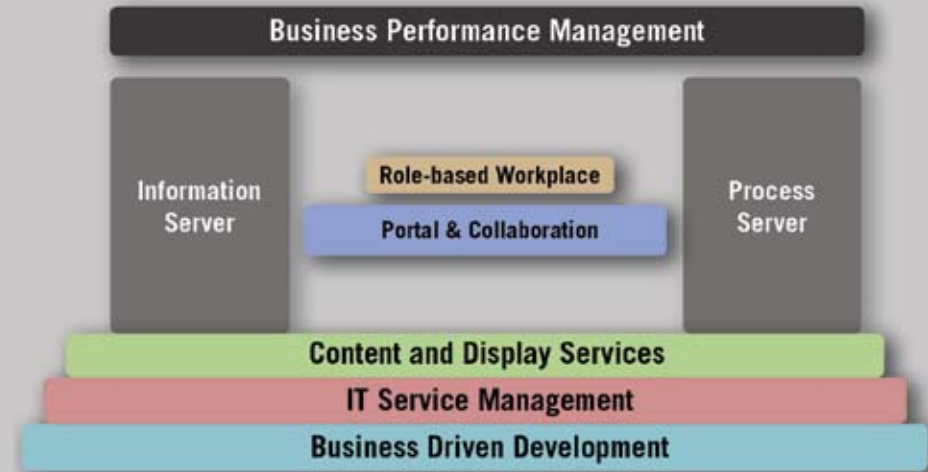 Business Performance Management
Information
Server
Role-based Workplace
Portal & Collaboration
Process
Server
Content and Display Services
IT Service Management
Business Driven Development